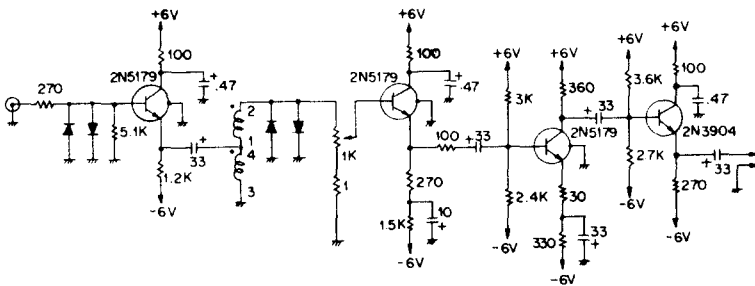 +6V
100
2N5179
.47
+
270
5.1K
33
+
1.2K
-6V
2
1
4
3
1K
1
+6V
100
2N5179
+
.47
100
+33
270
1.5K
10
+
-6V
+6V
3K
2.4K
-6V
+6V
360
+33
2N5179
30
330
33
+
-6V
+6V
3.6K
2.7K
-6V
+6V
100
+
.47
2N3904
+
33
270
-6V